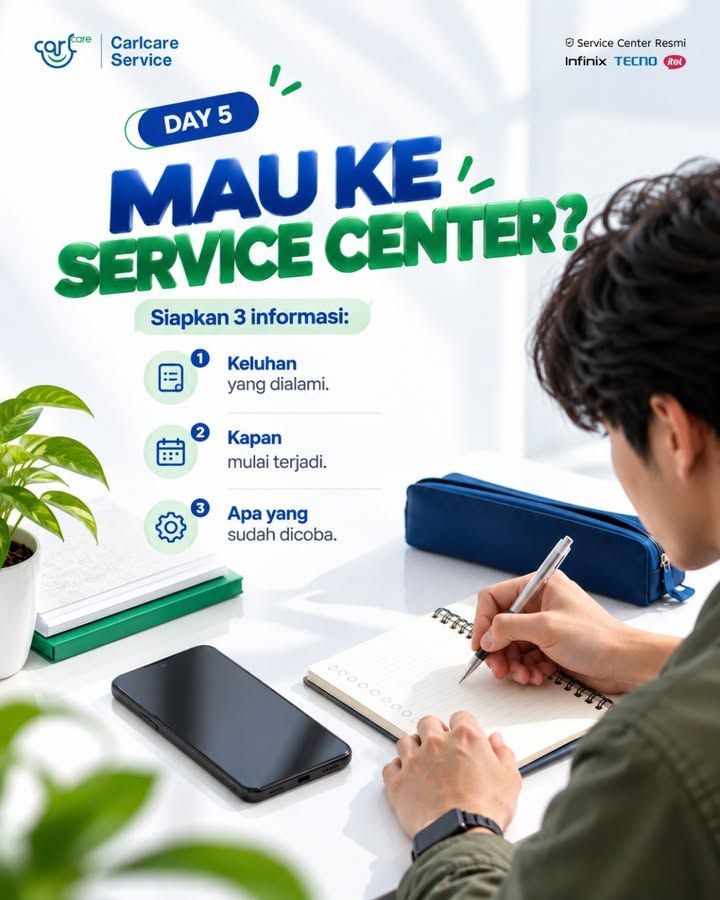 carlcare
Carlcare
Service
Service Center Resmi
Infinix TECNO itel
DAY 5
MAU KE
SERVICE CENTER?
Siapkan 3 informasi:
1
Keluhan
yang dialami.
2
Kapan
mulai terjadi.
3
Apa yang
sudah dicoba.